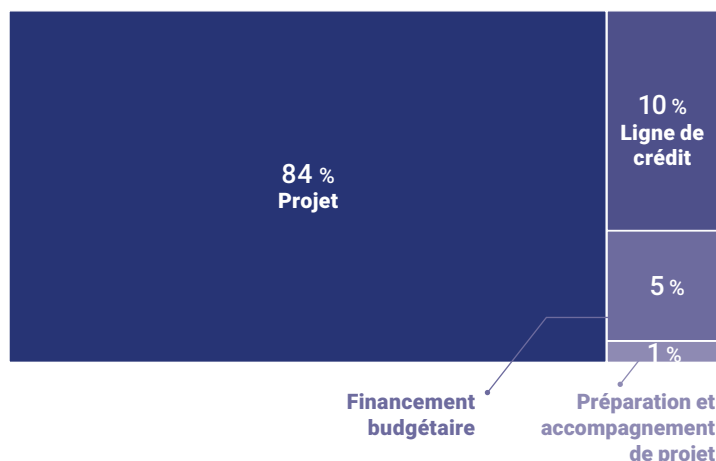 84 %
Projet
10 %
Ligne de
crédit
5 %
1 %
Financement
budgétaire
Préparation et
accompagnement
de projet